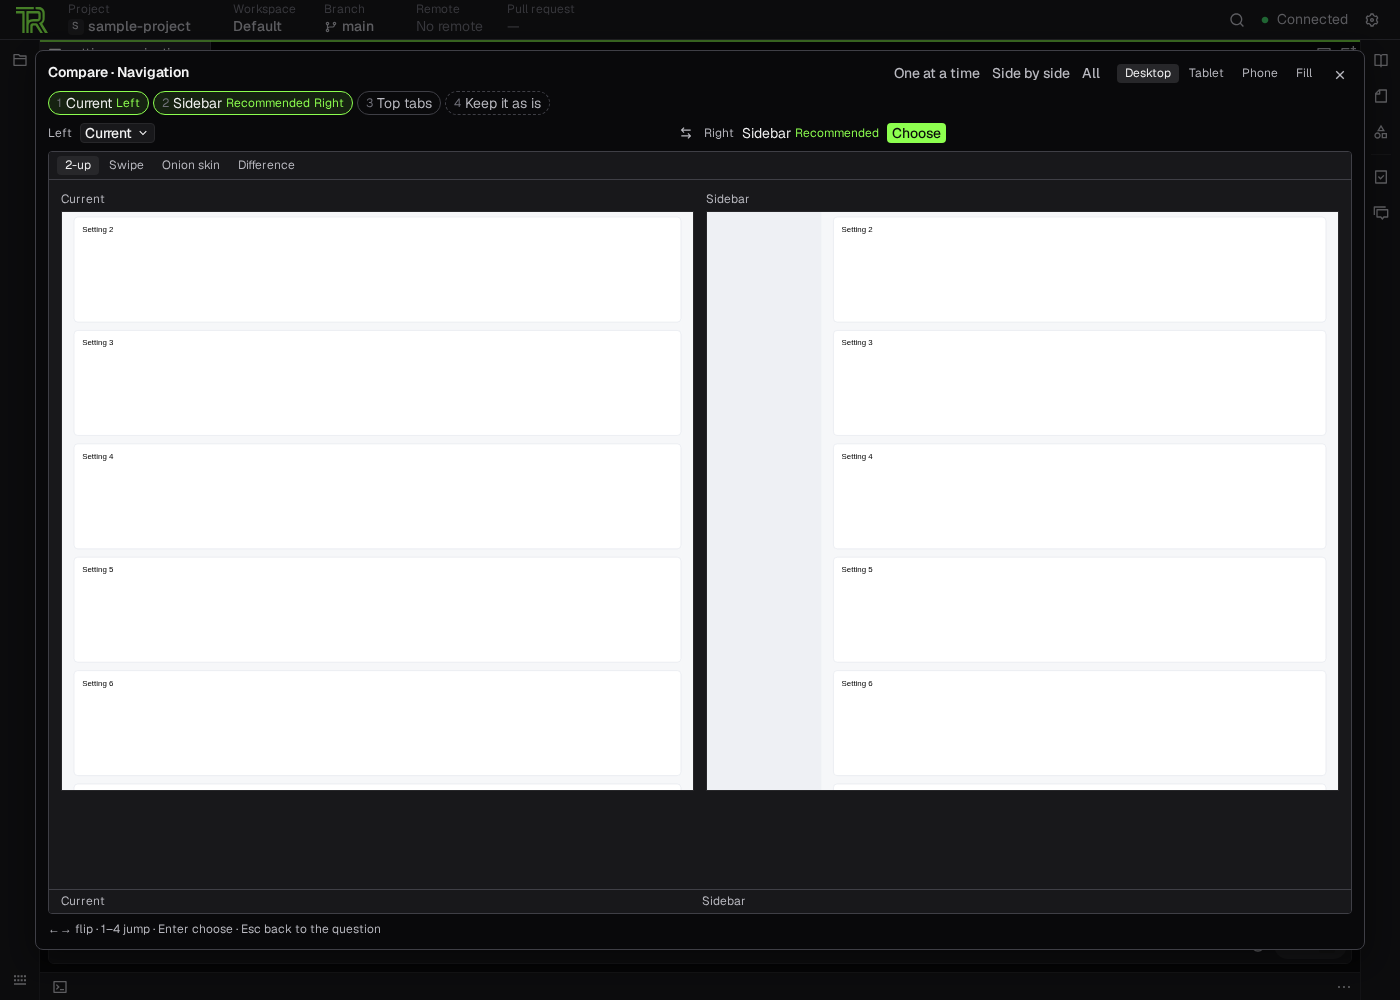 Project Workspace Branch Remote Pull request
S sample-project Default main No remote —
Connected
Compare · Navigation
One at a time Side by side All Desktop Tablet Phone Fill
1 Current Left 2 Sidebar Recommended Right 3 Top tabs 4 Keep it as is
Left Current Right Sidebar Recommended Choose
2-up Swipe Onion skin Difference
Current Sidebar
Setting 2 Setting 2
Setting 3 Setting 3
Setting 4 Setting 4
Setting 5 Setting 5
Setting 6 Setting 6
Current Sidebar
←→ flip · 1–4 jump · Enter choose · Esc back to the question